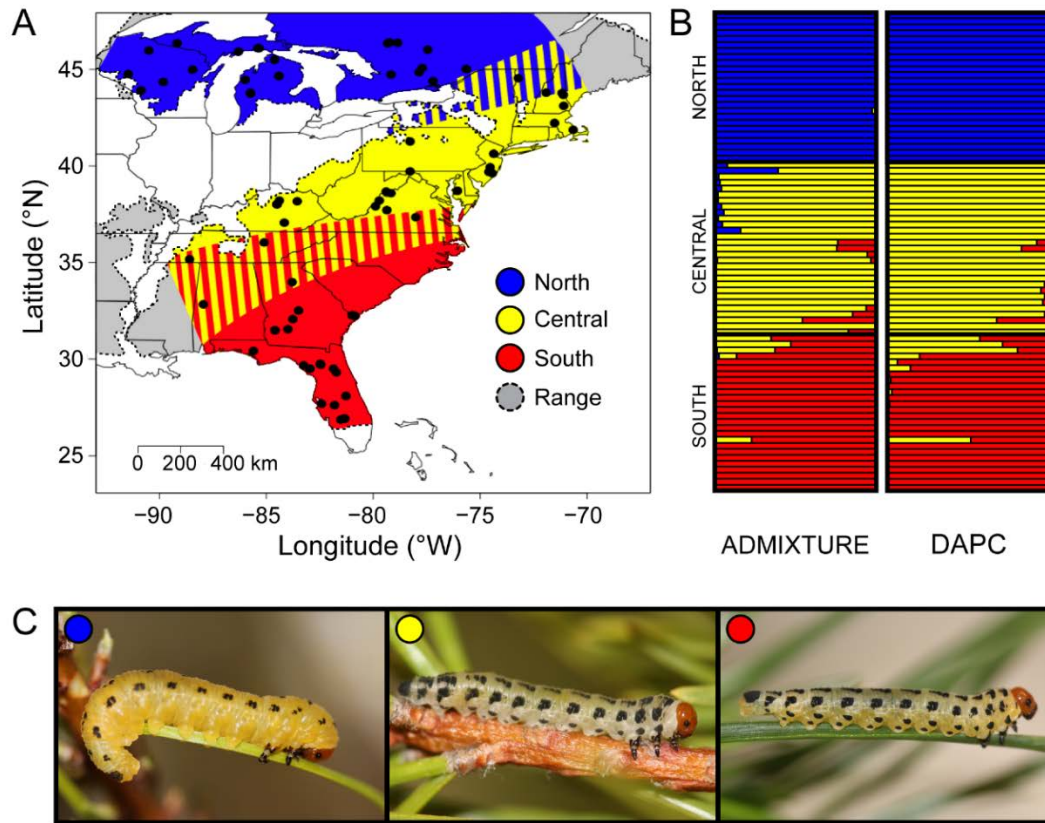 A
B
C
45
40
35
30
25
Latitude (°N)
−90
−85
−80
−75
−70
Longitude (°W)
North
Central
South
Range
0 200 400 km
NORTH
CENTRAL
SOUTH
ADMIXTURE
DAPC